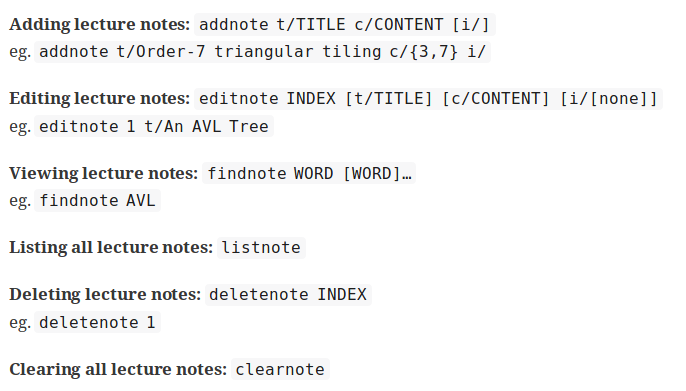 Adding lecture notes: addnote t/TITLE c/CONTENT [i/]
eg. addnote t/Order-7 triangular tiling c/{3,7} i/
Editing lecture notes: editnote INDEX [t/TITLE] [c/CONTENT] [i/[none]]
eg. editnote 1 t/An AVL Tree
Viewing lecture notes: findnote WORD [WORD]…
eg. findnote AVL
Listing all lecture notes: listnote
Deleting lecture notes: deletenote INDEX
eg. deletenote 1
Clearing all lecture notes: clearnote